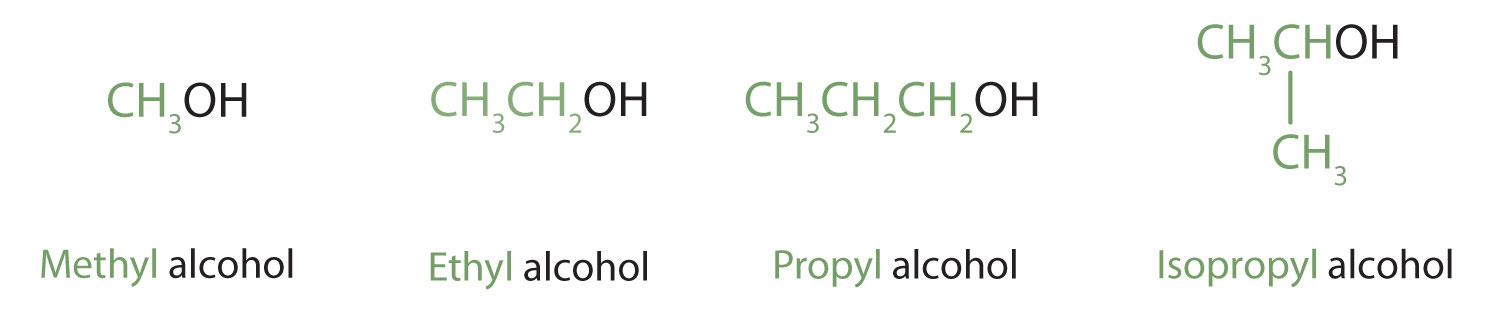 CH₃OH
CH₃CH₂OH
CH₃CH₂CH₂OH
CH₃CHOH
CH₃
Methyl alcohol
Ethyl alcohol
Propyl alcohol
Isopropyl alcohol